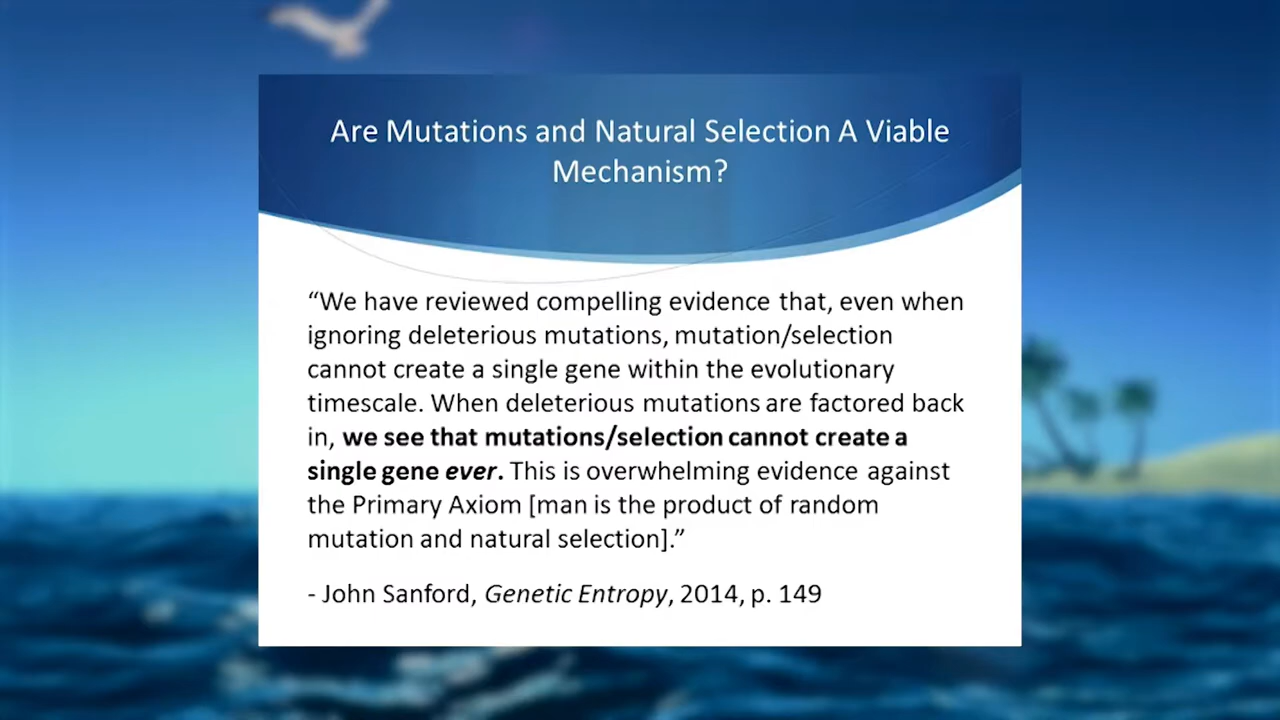 Are Mutations and Natural Selection A Viable
Mechanism?
“We have reviewed compelling evidence that, even when
ignoring deleterious mutations, mutation/selection
cannot create a single gene within the evolutionary
timescale. When deleterious mutations are factored back
in, we see that mutations/selection cannot create a
single gene ever. This is overwhelming evidence against
the Primary Axiom [man is the product of random
mutation and natural selection].”
- John Sanford, Genetic Entropy, 2014, p. 149